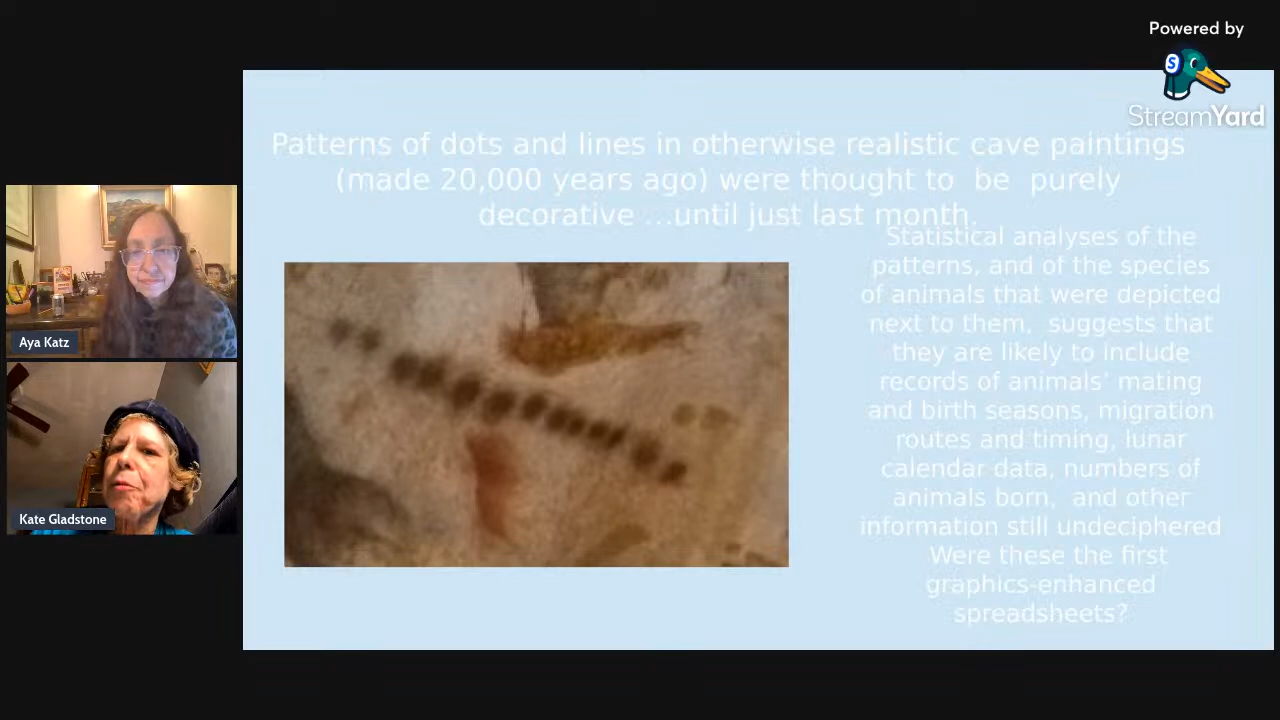 Powered by
StreamYard
Patterns of dots and lines in otherwise realistic cave paintings
(made 20,000 years ago) were thought to be purely
decorative …until just last month.
Statistical analyses of the
patterns, and of the species
of animals that were depicted
next to them, suggests that
they are likely to include
records of animals’ mating
and birth seasons, migration
routes and timing, lunar
calendar data, numbers of
animals born, and other
information still undeciphered
Were these the first
graphics-enhanced
spreadsheets?
Aya Katz
Kate Gladstone